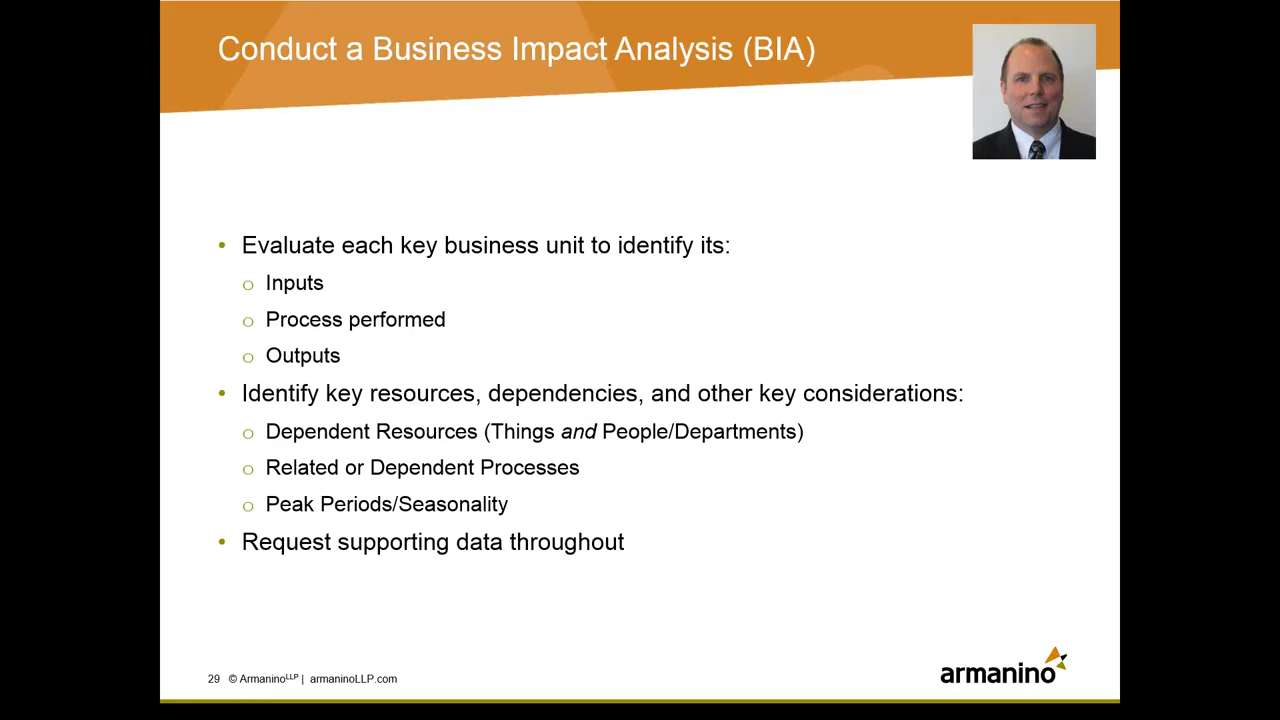 Conduct a Business Impact Analysis (BIA)
• Evaluate each key business unit to identify its:
o Inputs
o Process performed
o Outputs
• Identify key resources, dependencies, and other key considerations:
o Dependent Resources (Things and People/Departments)
o Related or Dependent Processes
o Peak Periods/Seasonality
• Request supporting data throughout
29 © ArmaninoLLP | armaninoLLP.com
armanino